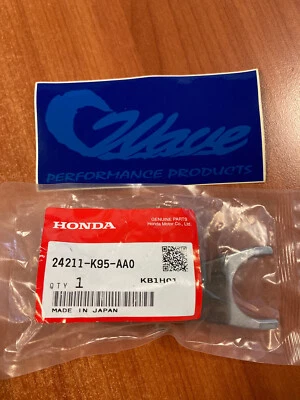 Wave
PERFORMANCE PRODUCTS
GENUINE PARTS
Honda Motor Co., Ltd.
HONDA
24211-K95-AA0
QTY 1
KB1H01
MADE IN JAPAN